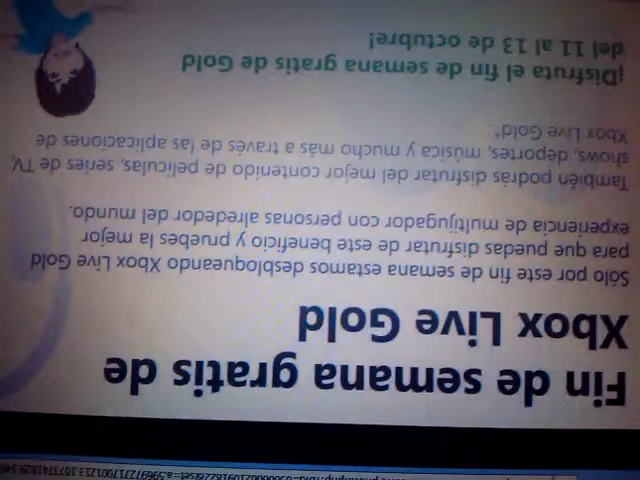 Fin de semana gratis de
Xbox Live Gold
Sólo por este fin de semana estamos desbloqueando Xbox Live Gold
para que puedas disfrutar de este beneficio y pruebes la mejor
experiencia de multijugador con personas alrededor del mundo.
También podrás disfrutar del mejor contenido de películas, series de TV,
shows, deportes, música y mucho más a través de las aplicaciones de
Xbox Live Gold*.
¡Disfruta el fin de semana gratis de Gold
del 11 al 13 de octubre!